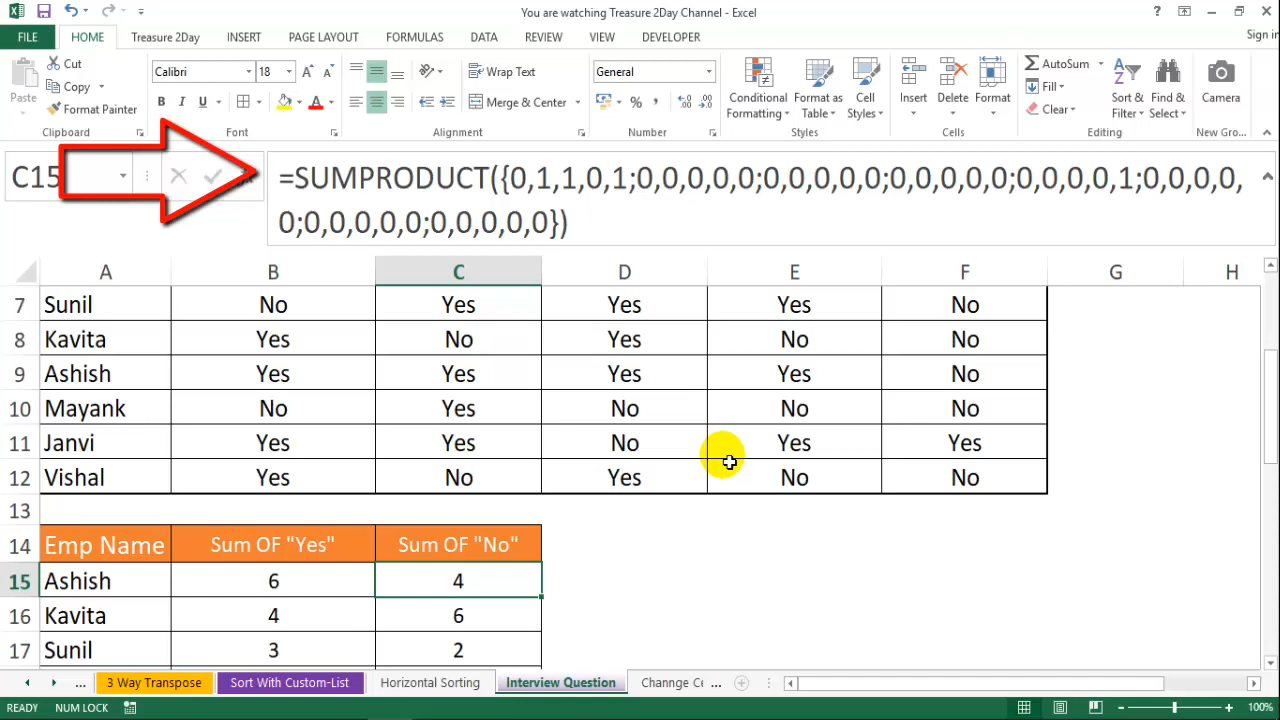 You are watching Treasure 2Day Channel - Excel
? Sign in
FILE HOME Treasure 2Day INSERT PAGE LAYOUT FORMULAS DATA REVIEW VIEW DEVELOPER
Paste Cut Copy Format Painter
Calibri 18 A A B I U A
Wrap Text Merge & Center
General % ,
Conditional Formatting Format as Table Cell Styles
Insert Delete Format
AutoSum Fill Clear Sort & Filter Find & Select
Camera
Clipboard Font Alignment Number Styles Cells Editing New Gro...
C15 =SUMPRODUCT({0,1,1,0,1;0,0,0,0,0;0,0,0,0,0;0,0,0,0,0;0,0,0,0,1;0,0,0,0,
0;0,0,0,0,0;0,0,0,0,0})
A B C D E F G H
7 Sunil No Yes Yes Yes No
8 Kavita Yes No Yes No No
9 Ashish Yes Yes Yes Yes No
10 Mayank No Yes No No No
11 Janvi Yes Yes No Yes Yes
12 Vishal Yes No Yes No No
13
14 Emp Name Sum OF "Yes" Sum OF "No"
15 Ashish 6 4
16 Kavita 4 6
17 Sunil 3 2
... 3 Way Transpose Sort With Custom-List Horizontal Sorting Interview Question Channge Ce ...
READY NUM LOCK 100%